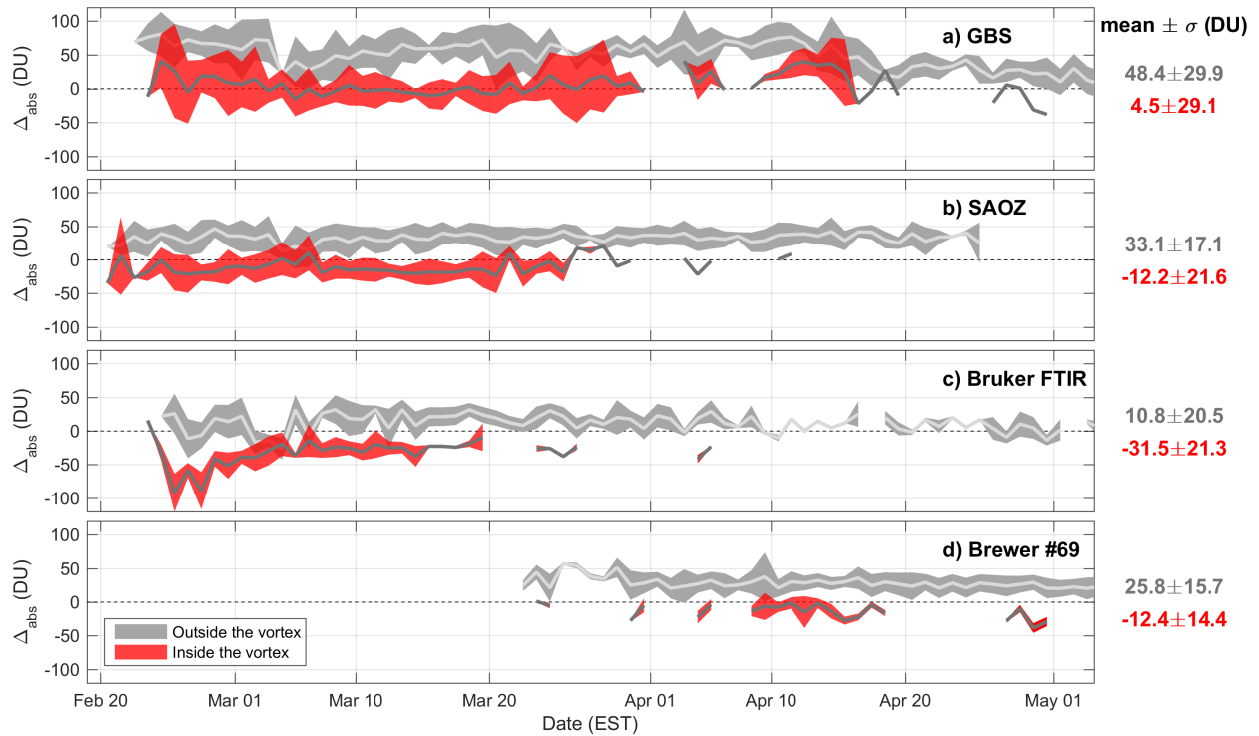 mean ± σ (DU)
100
50
0
-50
-100
Δabs (DU)
a) GBS
48.4±29.9
4.5±29.1
100
50
0
-50
-100
Δabs (DU)
b) SAOZ
33.1±17.1
-12.2±21.6
100
50
0
-50
-100
Δabs (DU)
c) Bruker FTIR
10.8±20.5
-31.5±21.3
100
50
0
-50
-100
Δabs (DU)
d) Brewer #69
25.8±15.7
-12.4±14.4
Outside the vortex
Inside the vortex
Feb 20 Mar 01 Mar 10 Mar 20 Apr 01 Apr 10 Apr 20 May 01
Date (EST)